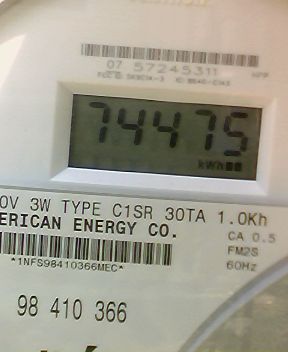 07 57245311
74475
kWh
0V 3W TYPE C1SR 30TA 1.0Kh
ERICAN ENERGY CO.
CA 0.5
FM2S
60Hz
*1NFS98410366MEC*
98 410 366